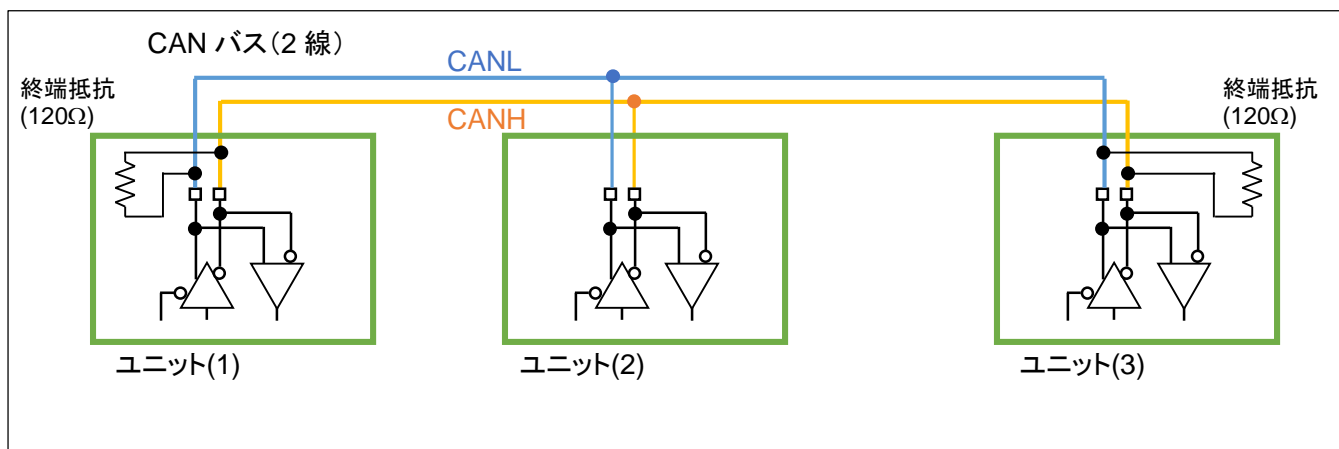 CAN バス(2 線)
CANL
終端抵抗
(120Ω)
CANH
終端抵抗
(120Ω)
ユニット(1)
ユニット(2)
ユニット(3)